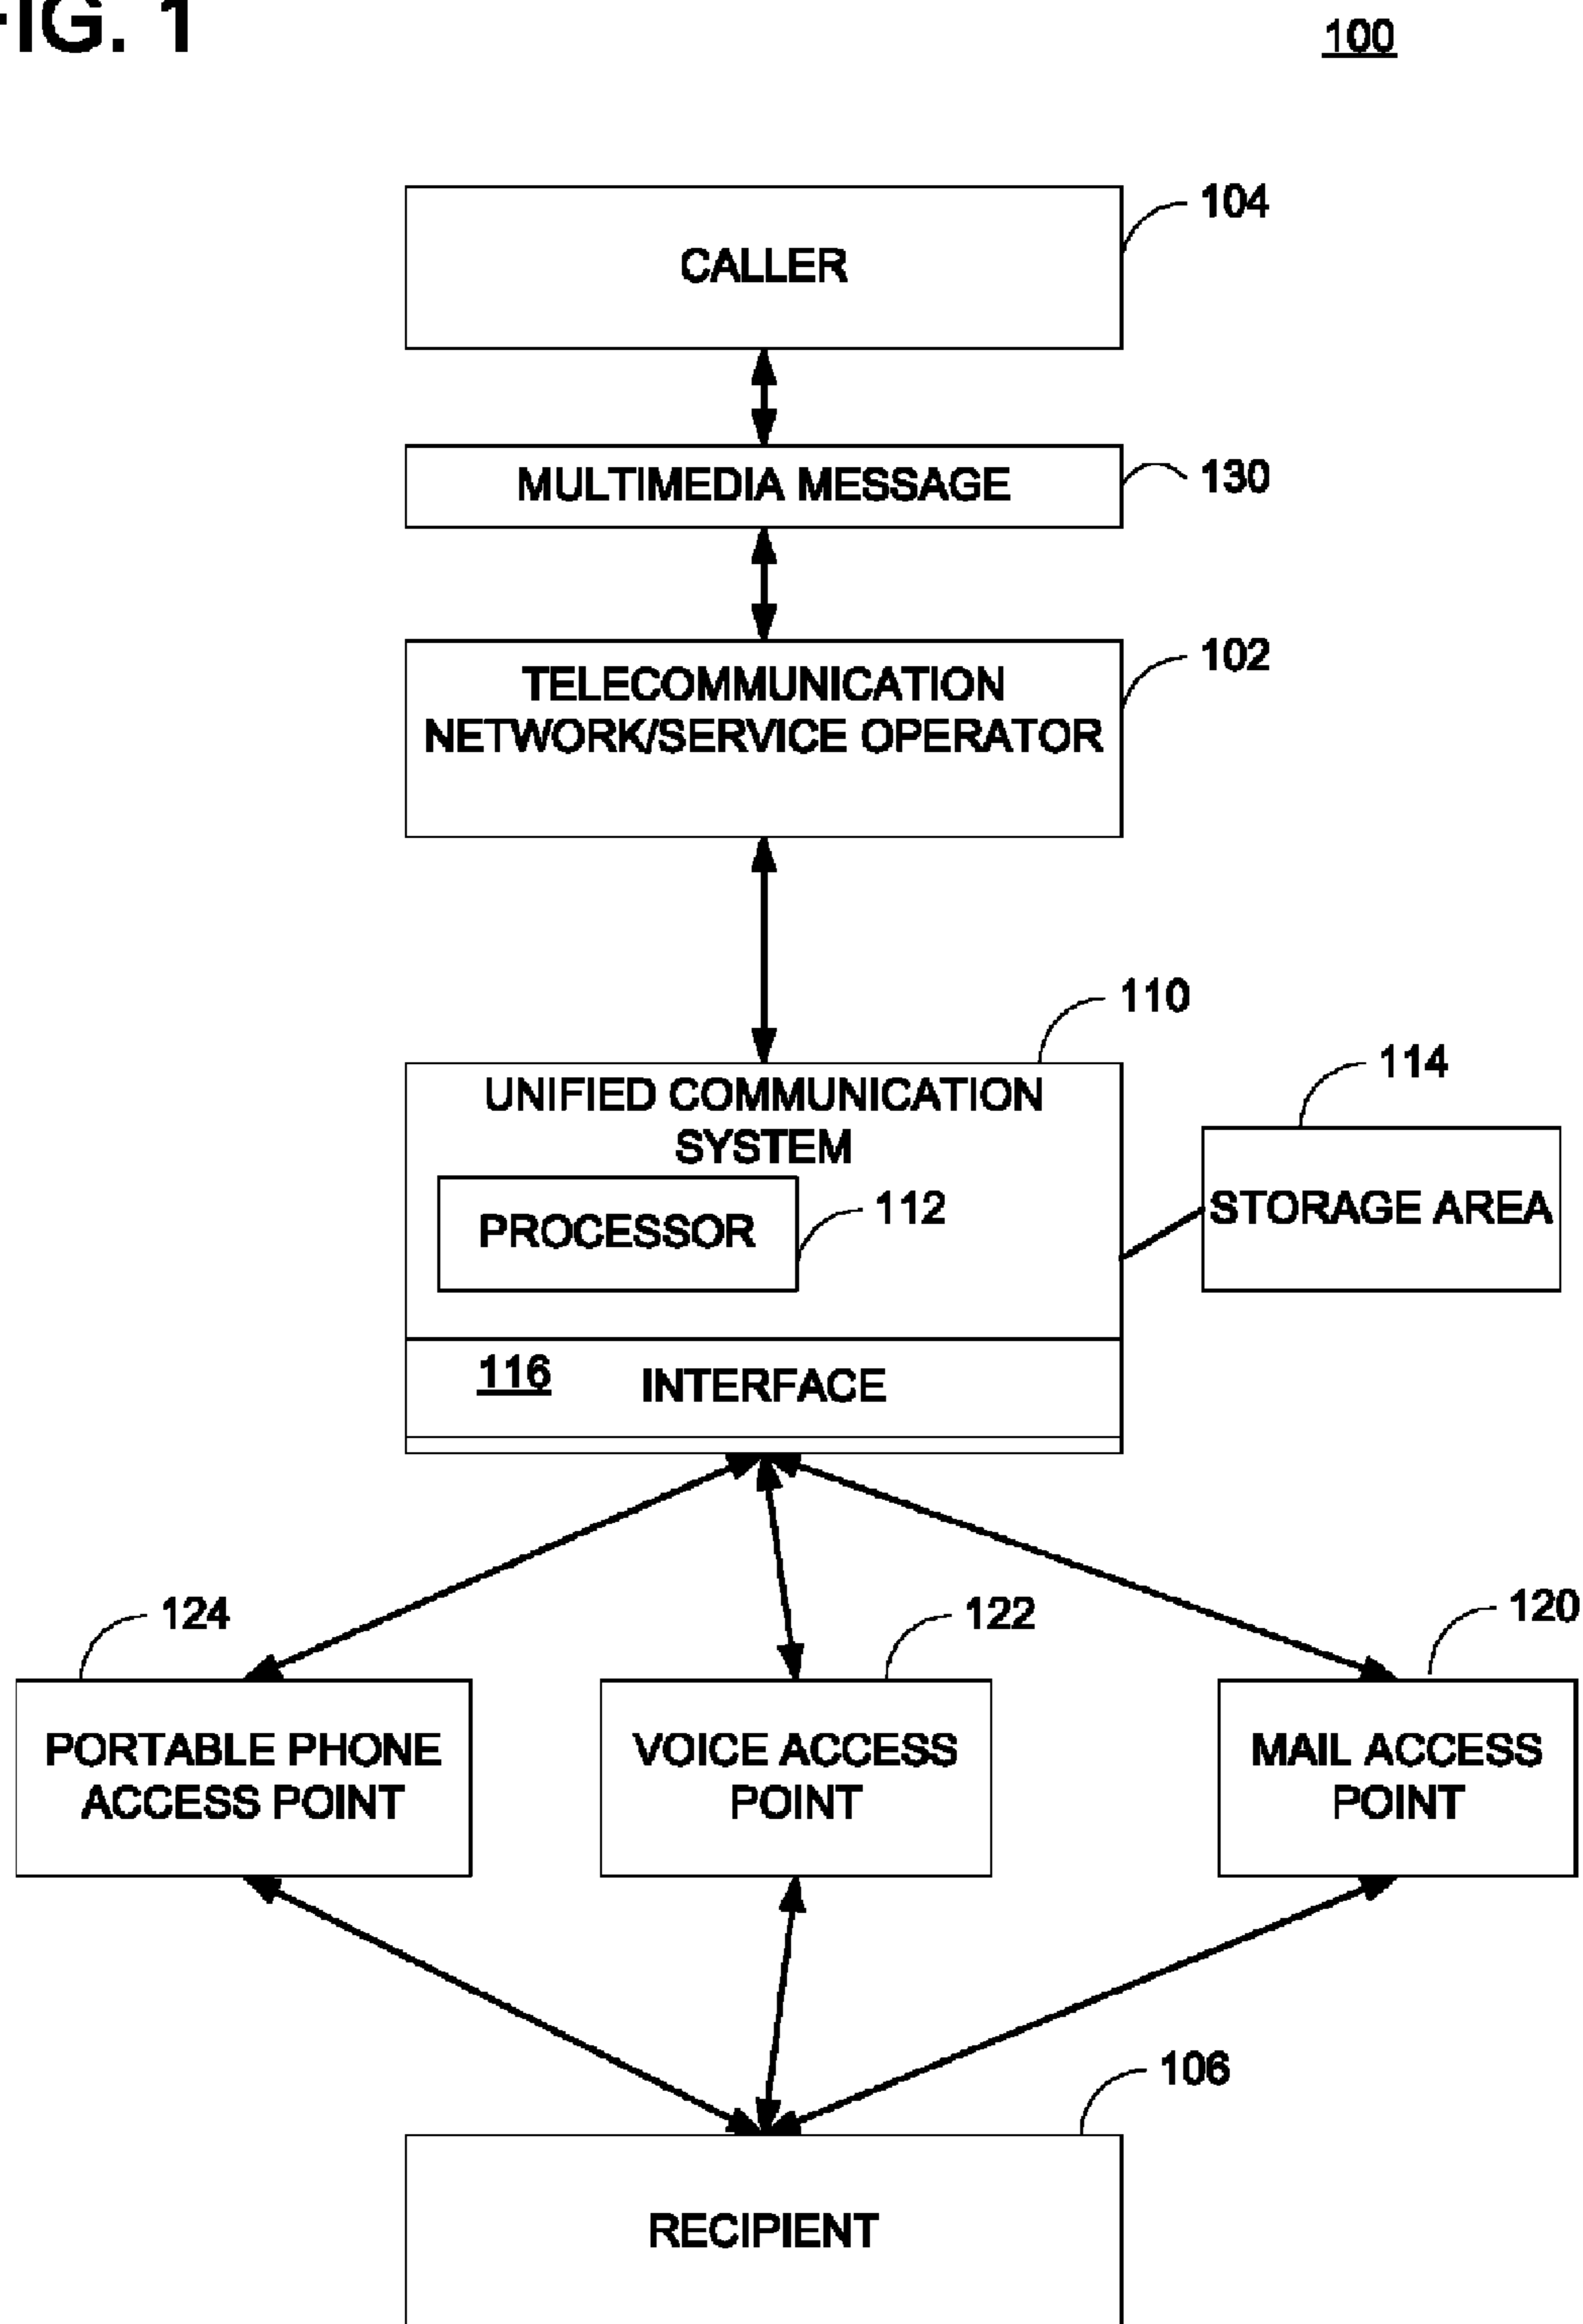 FIG. 1
100
104
CALLER
MULTIMEDIA MESSAGE
130
102
TELECOMMUNICATION
NETWORK/SERVICE OPERATOR
110
UNIFIED COMMUNICATION
SYSTEM
114
STORAGE AREA
PROCESSOR
112
116
INTERFACE
124
122
120
PORTABLE PHONE
ACCESS POINT
VOICE ACCESS
POINT
MAIL ACCESS
POINT
106
RECIPIENT